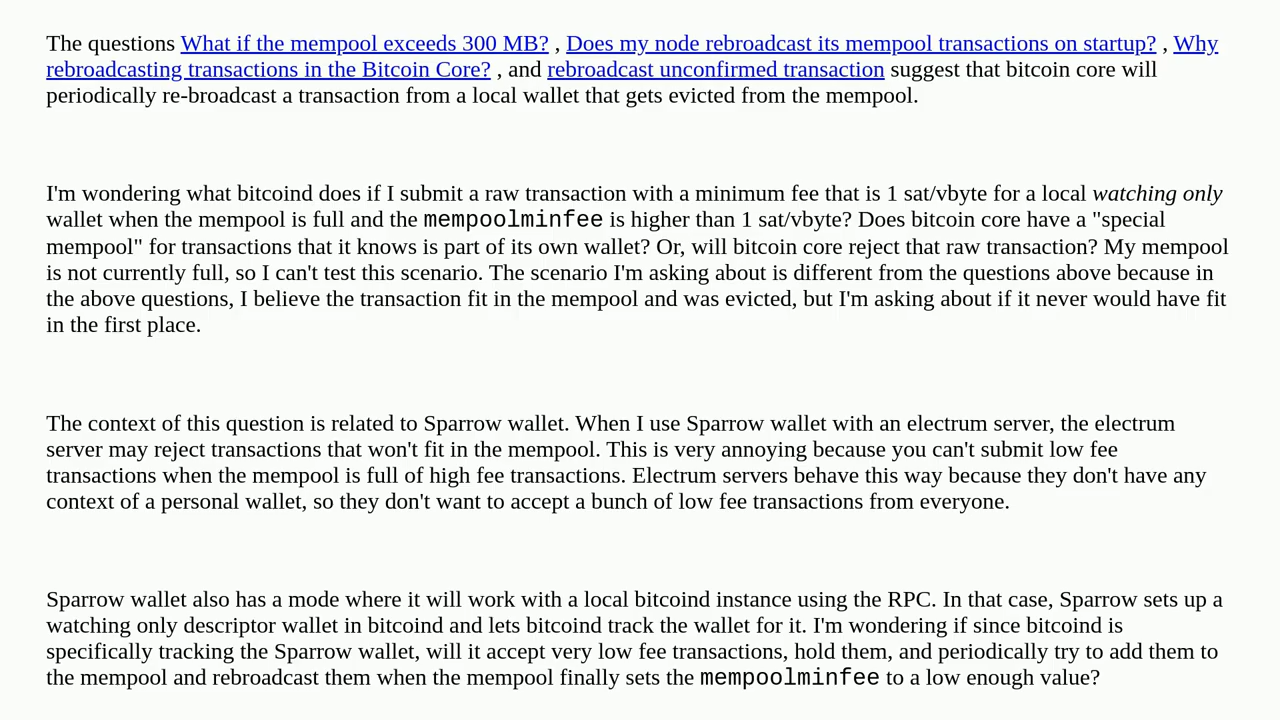 The questions What if the mempool exceeds 300 MB? , Does my node rebroadcast its mempool transactions on startup? , Why
rebroadcasting transactions in the Bitcoin Core? , and rebroadcast unconfirmed transaction suggest that bitcoin core will
periodically re-broadcast a transaction from a local wallet that gets evicted from the mempool.
I'm wondering what bitcoind does if I submit a raw transaction with a minimum fee that is 1 sat/vbyte for a local watching only
wallet when the mempool is full and the mempoolminfee is higher than 1 sat/vbyte? Does bitcoin core have a "special
mempool" for transactions that it knows is part of its own wallet? Or, will bitcoin core reject that raw transaction? My mempool
is not currently full, so I can't test this scenario. The scenario I'm asking about is different from the questions above because in
the above questions, I believe the transaction fit in the mempool and was evicted, but I'm asking about if it never would have fit
in the first place.
The context of this question is related to Sparrow wallet. When I use Sparrow wallet with an electrum server, the electrum
server may reject transactions that won't fit in the mempool. This is very annoying because you can't submit low fee
transactions when the mempool is full of high fee transactions. Electrum servers behave this way because they don't have any
context of a personal wallet, so they don't want to accept a bunch of low fee transactions from everyone.
Sparrow wallet also has a mode where it will work with a local bitcoind instance using the RPC. In that case, Sparrow sets up a
watching only descriptor wallet in bitcoind and lets bitcoind track the wallet for it. I'm wondering if since bitcoind is
specifically tracking the Sparrow wallet, will it accept very low fee transactions, hold them, and periodically try to add them to
the mempool and rebroadcast them when the mempool finally sets the mempoolminfee to a low enough value?